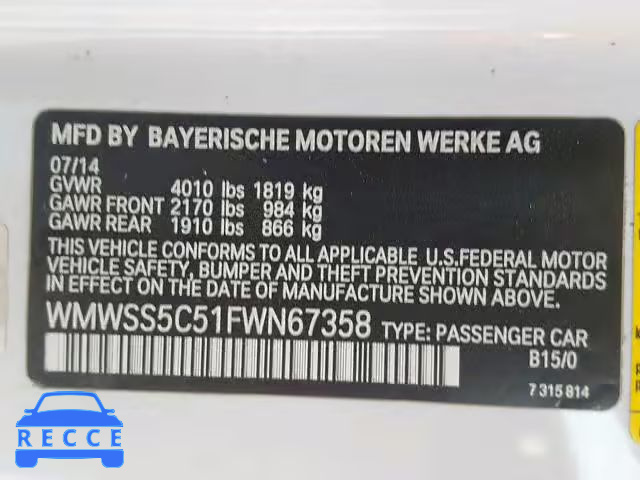 MFD BY BAYERISCHE MOTOREN WERKE AG
07/14
GVWR 4010 lbs 1819 kg
GAWR FRONT 2170 lbs 984 kg
GAWR REAR 1910 lbs 866 kg
THIS VEHICLE CONFORMS TO ALL APPLICABLE U.S.FEDERAL MOTOR
VEHICLE SAFETY, BUMPER AND THEFT PREVENTION STANDARDS
IN EFFECT ON THE DATE OF MANUFACTURE SHOWN ABOVE.
WMWSS5C51FWN67358 TYPE: PASSENGER CAR
B15/0
7 315 814
RECCE